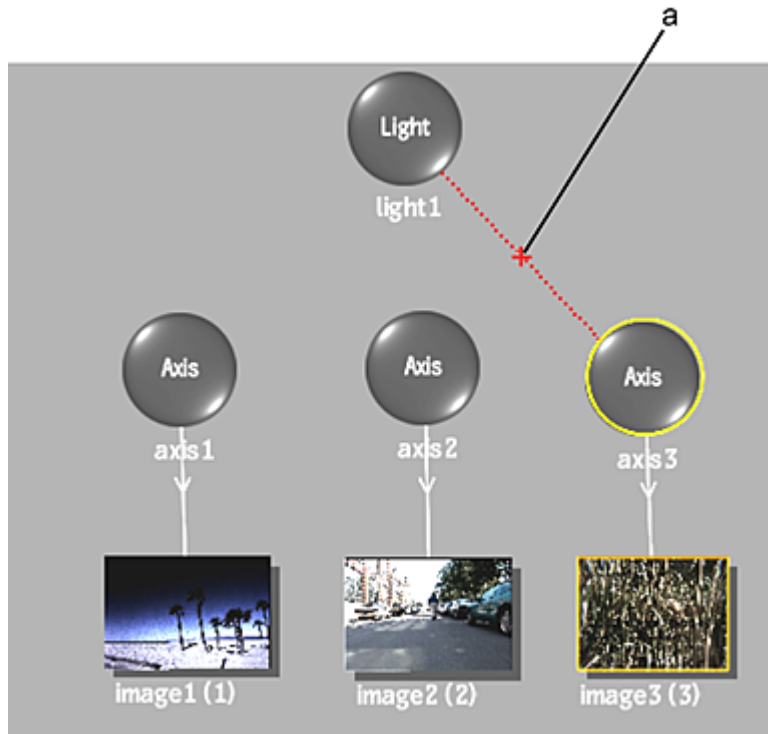 a
Light
light1
Axis
Axis
Axis
axis1
axis2
axis3
image1 (1)
image2 (2)
image3 (3)